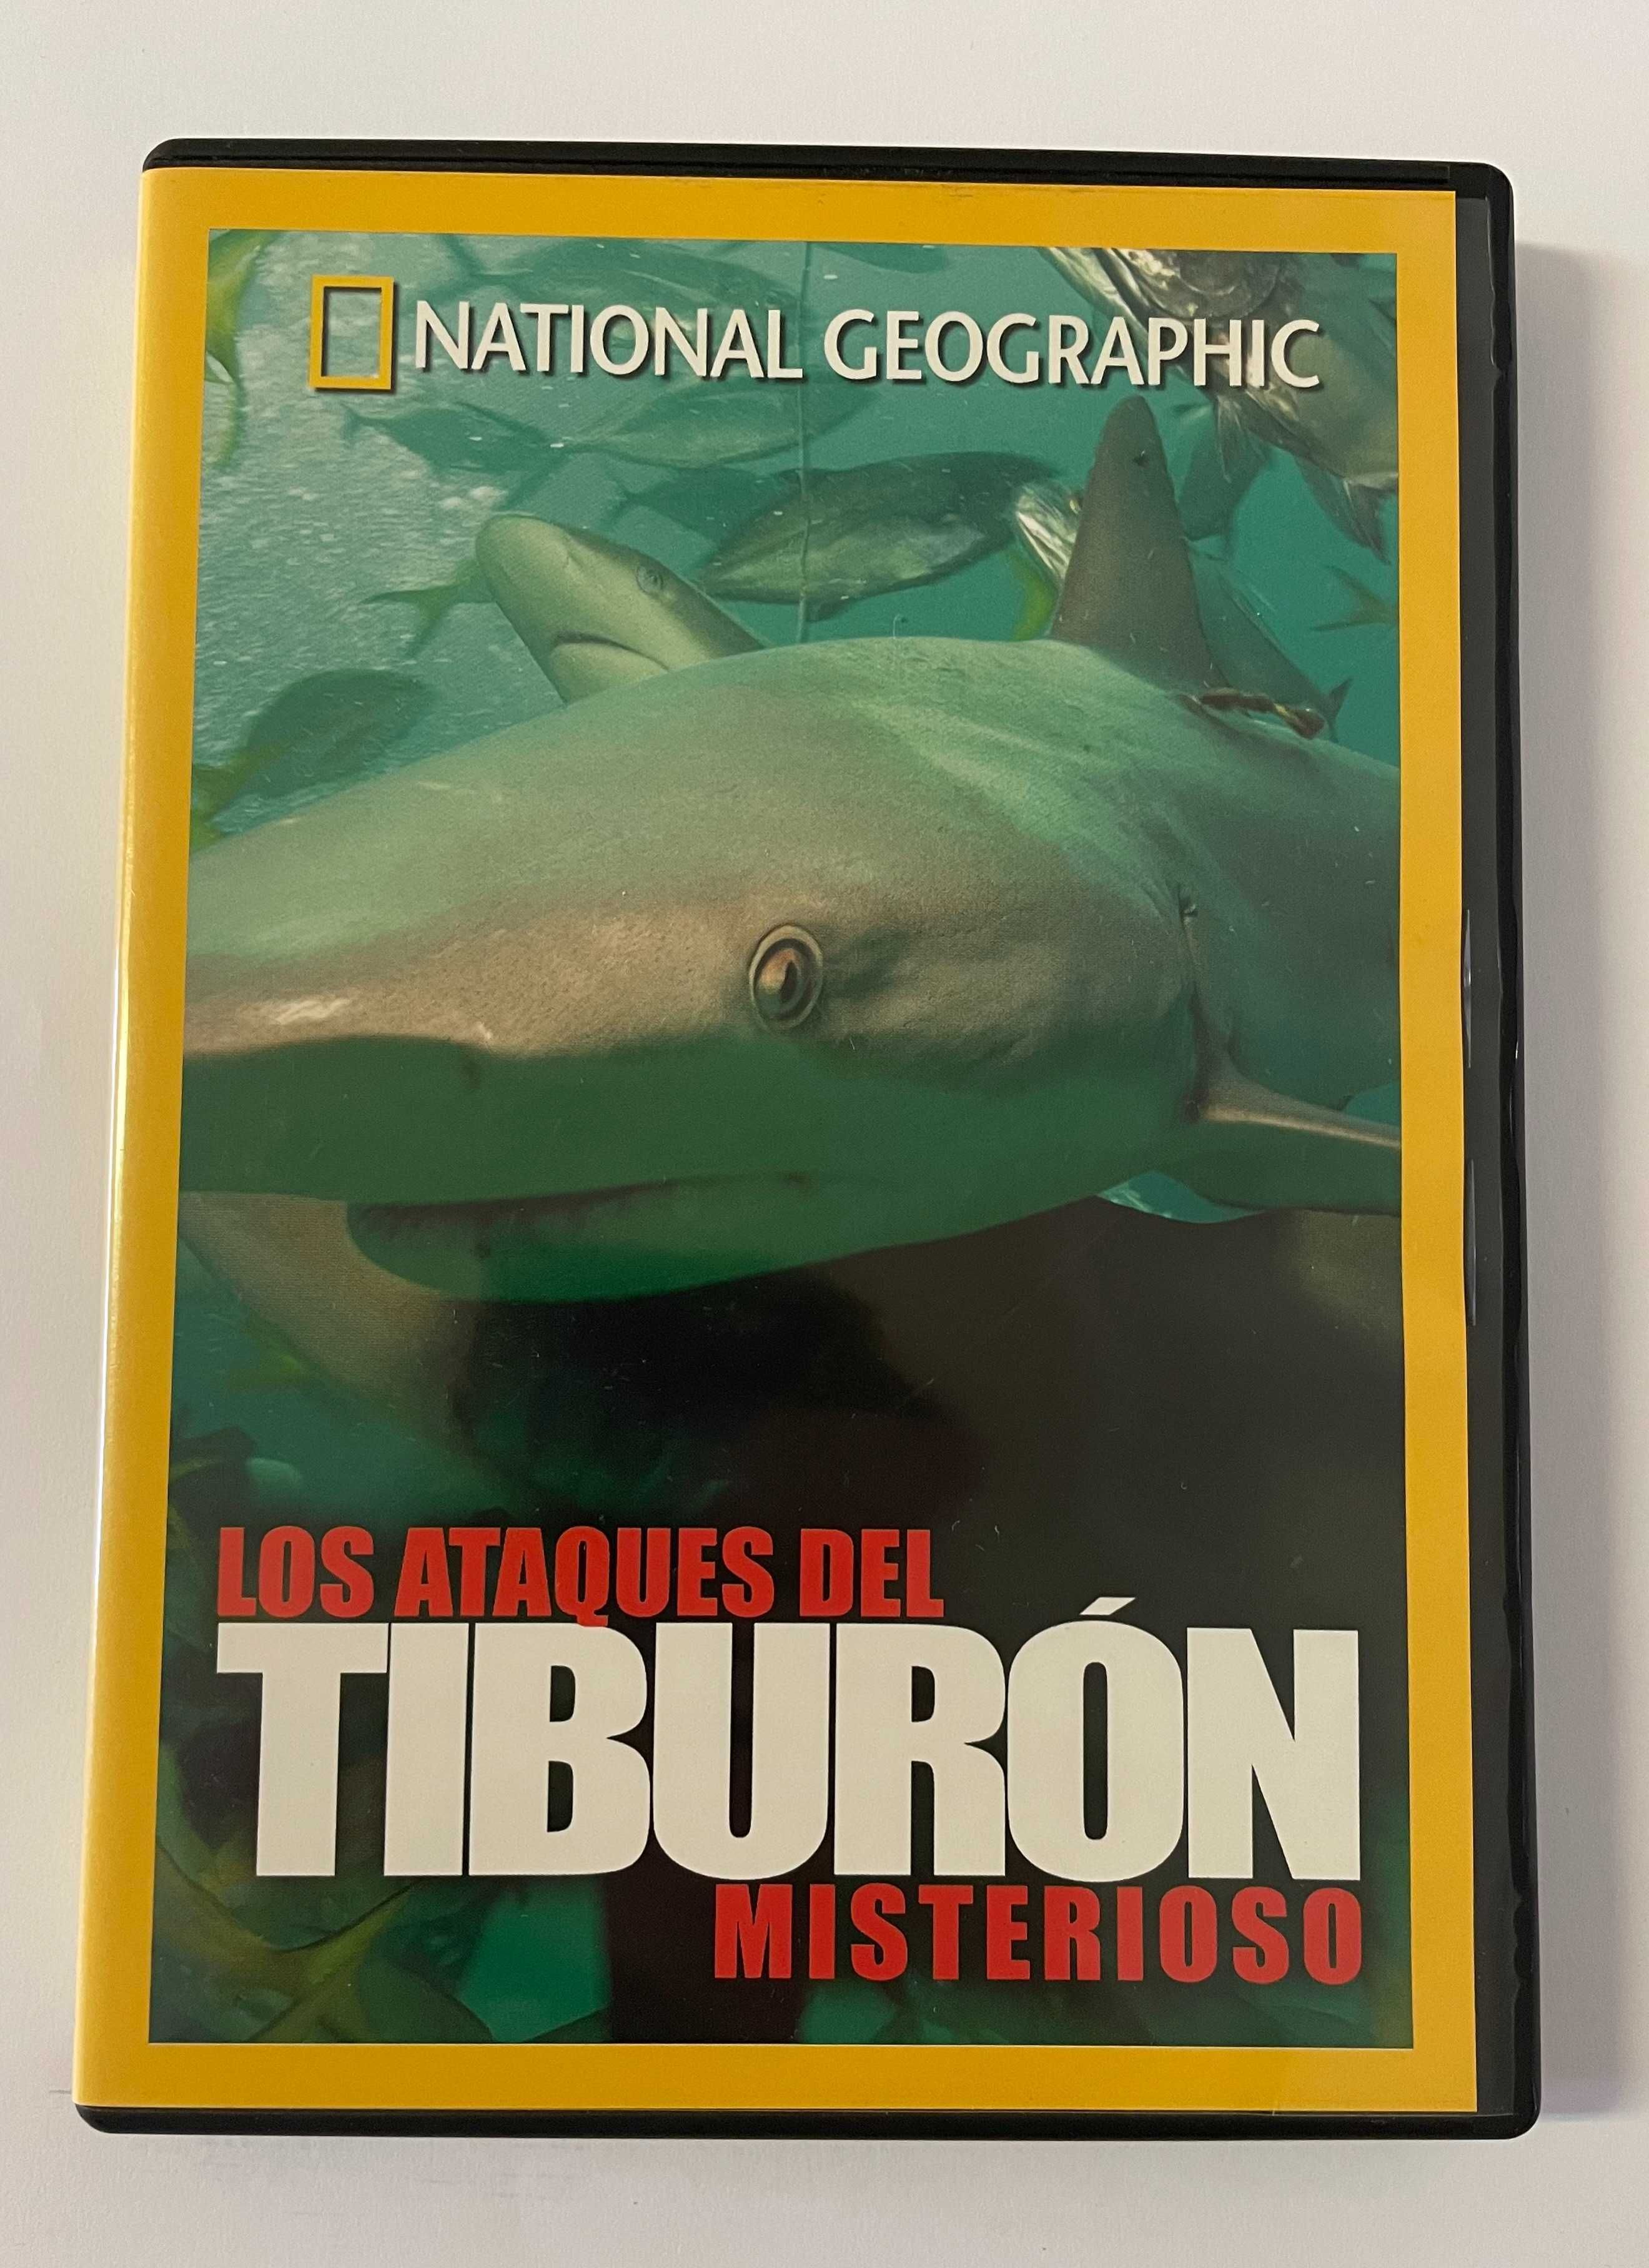 NATIONAL GEOGRAPHIC
LOS ATAQUES DEL
TIBURÓN
MISTERIOSO